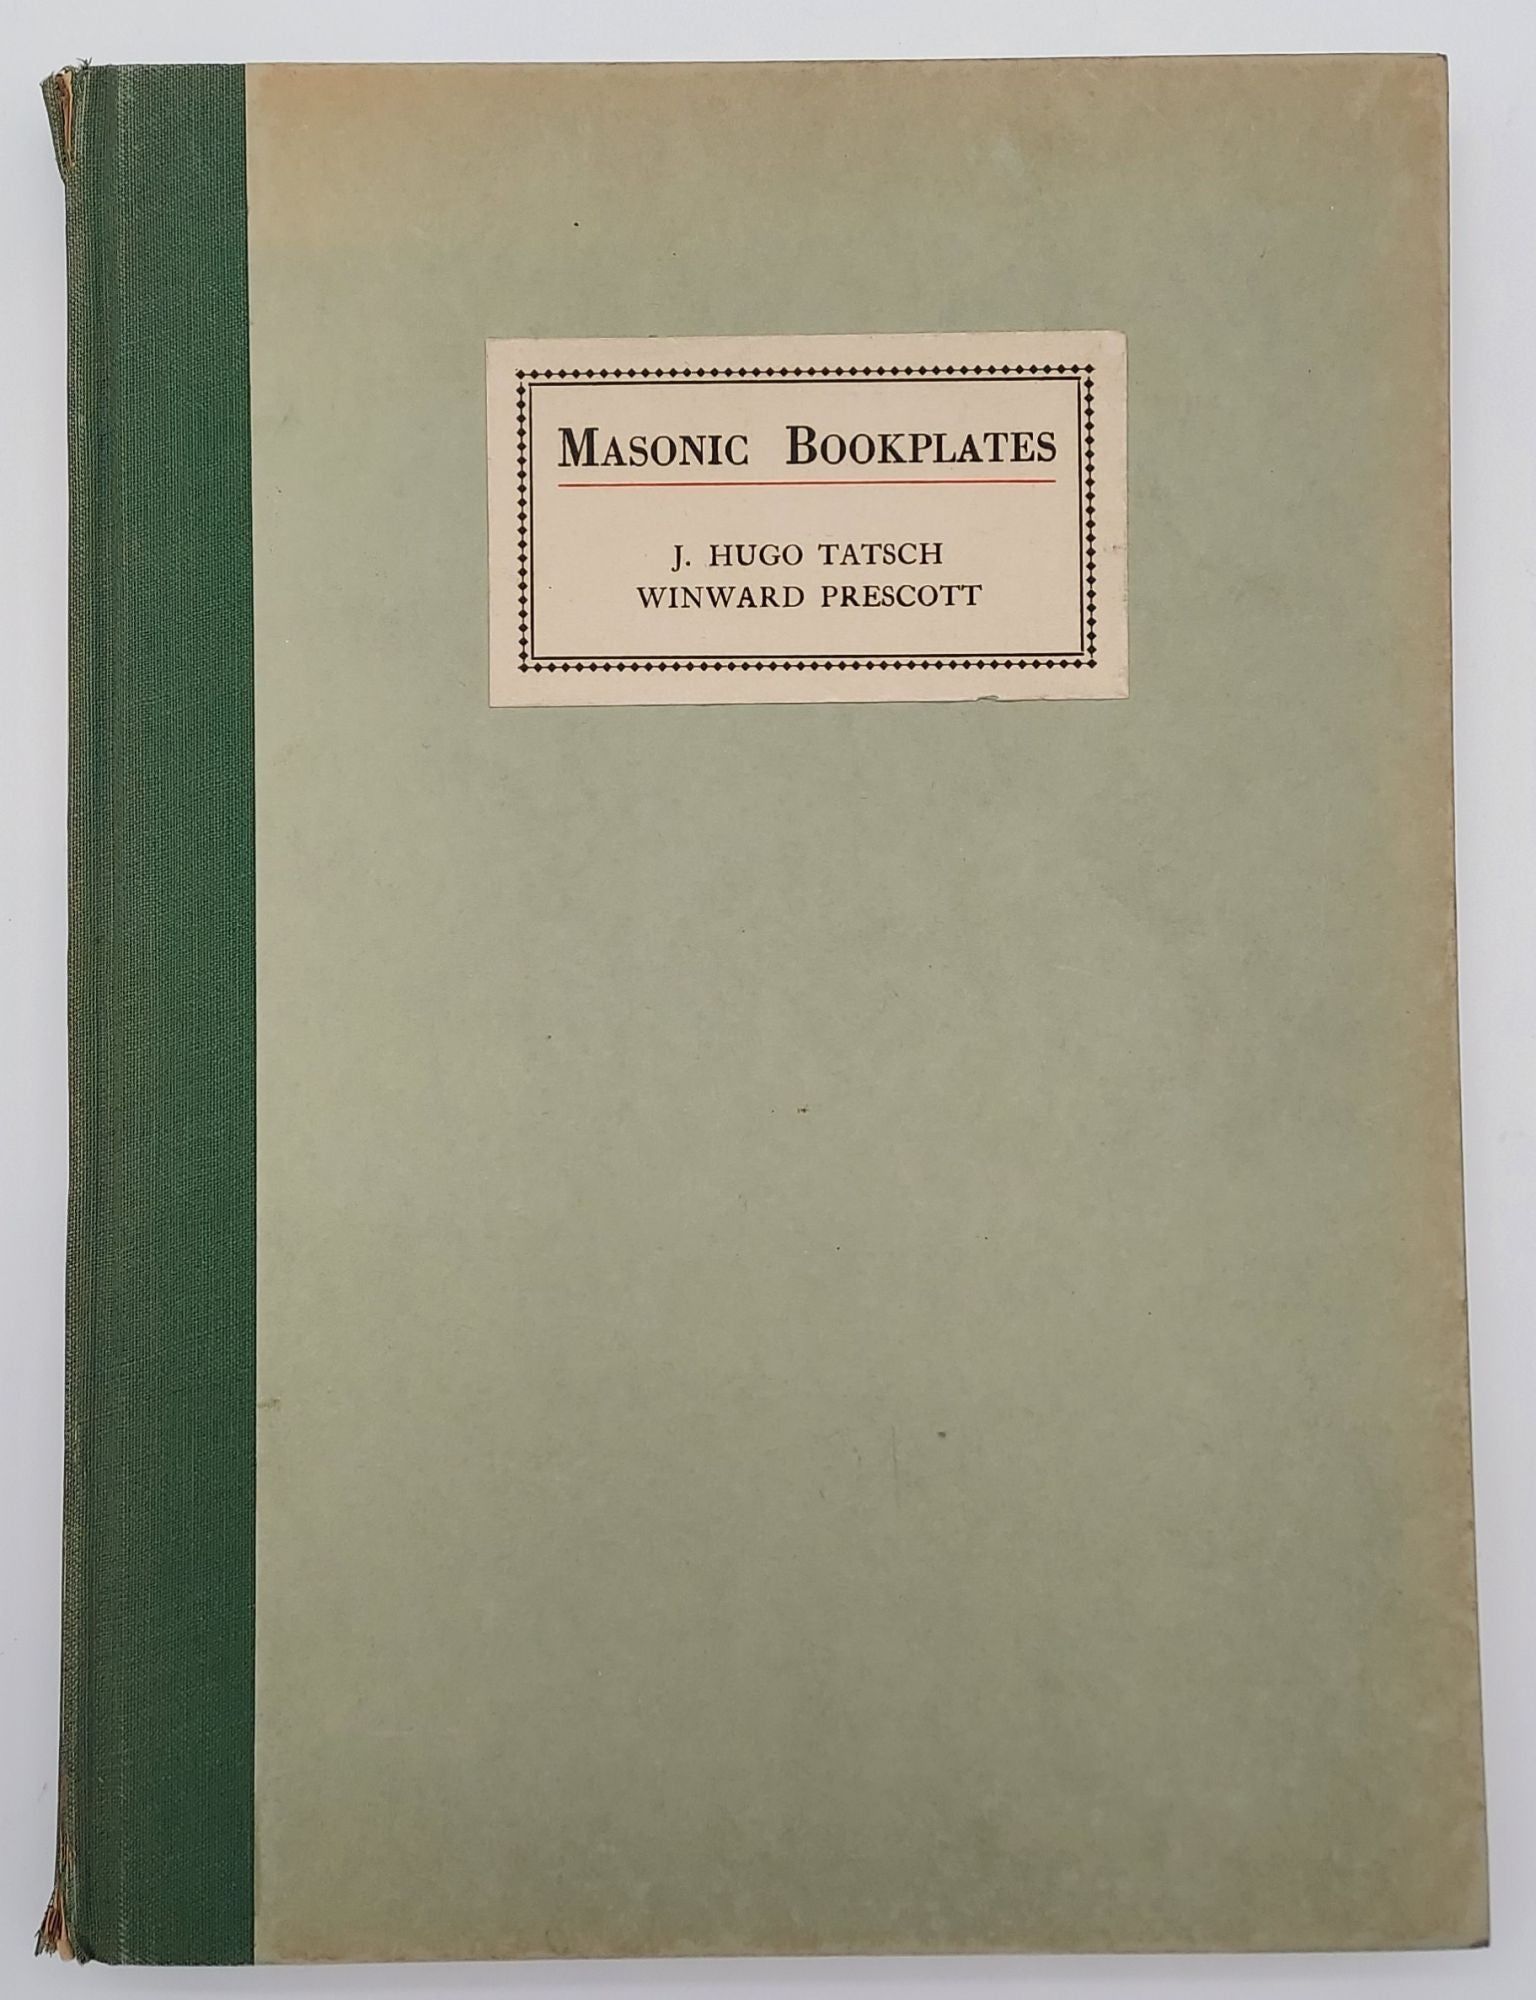 MASONIC BOOKPLATES
J. HUGO TATSCH
WINWARD PRESCOTT